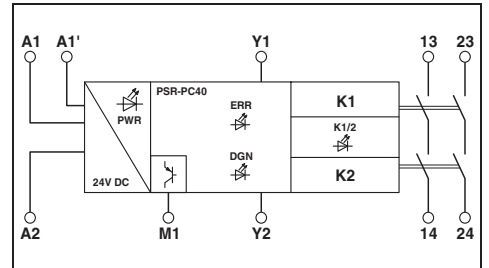 A1 A1' Y1 13 23
PSR-PC40
PWR ERR K1
K1/2
DGN
24V DC K2
A2 M1 Y2 14 24